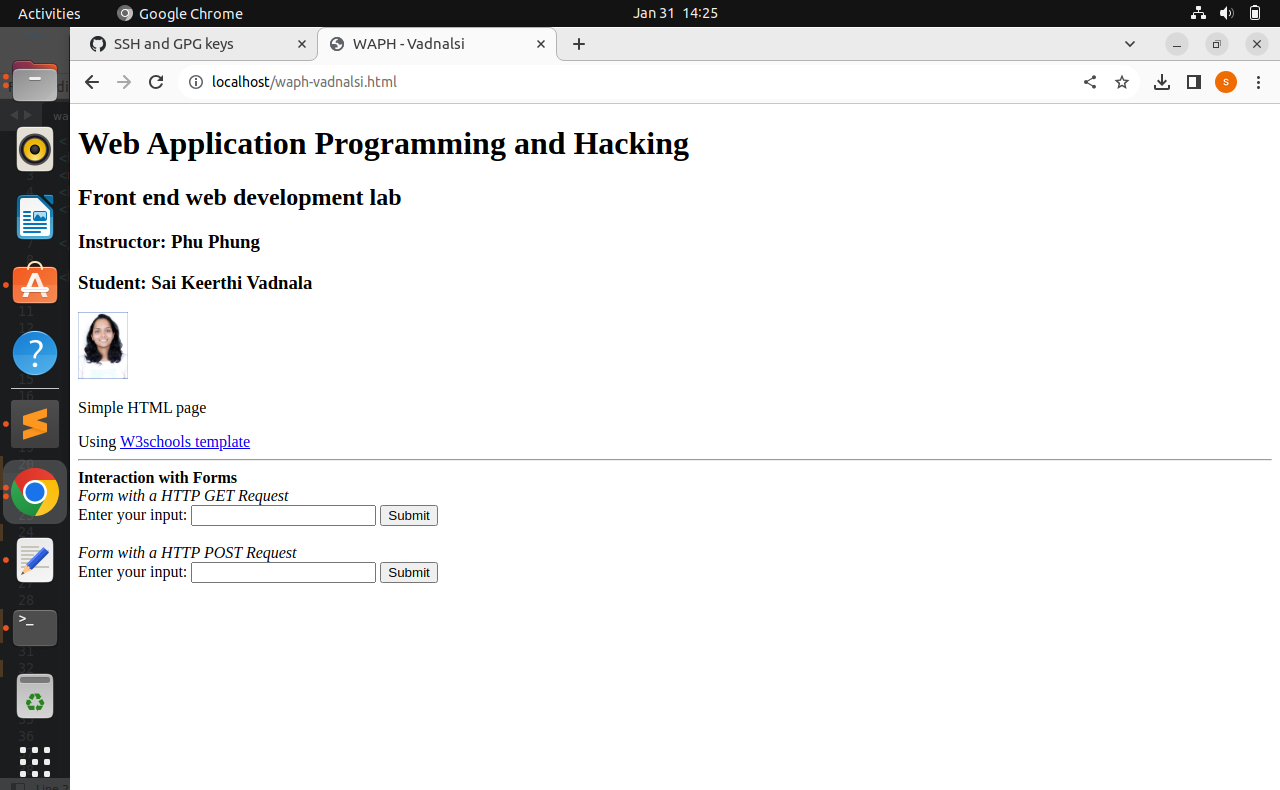 Activities Google Chrome Jan 31 14:25
SSH and GPG keys WAPH - Vadnalsi
localhost/waph-vadnalsi.html S
Web Application Programming and Hacking
Front end web development lab
Instructor: Phu Phung
Student: Sai Keerthi Vadnala
Simple HTML page
Using W3schools template
Interaction with Forms
Form with a HTTP GET Request
Enter your input: Submit
Form with a HTTP POST Request
Enter your input: Submit